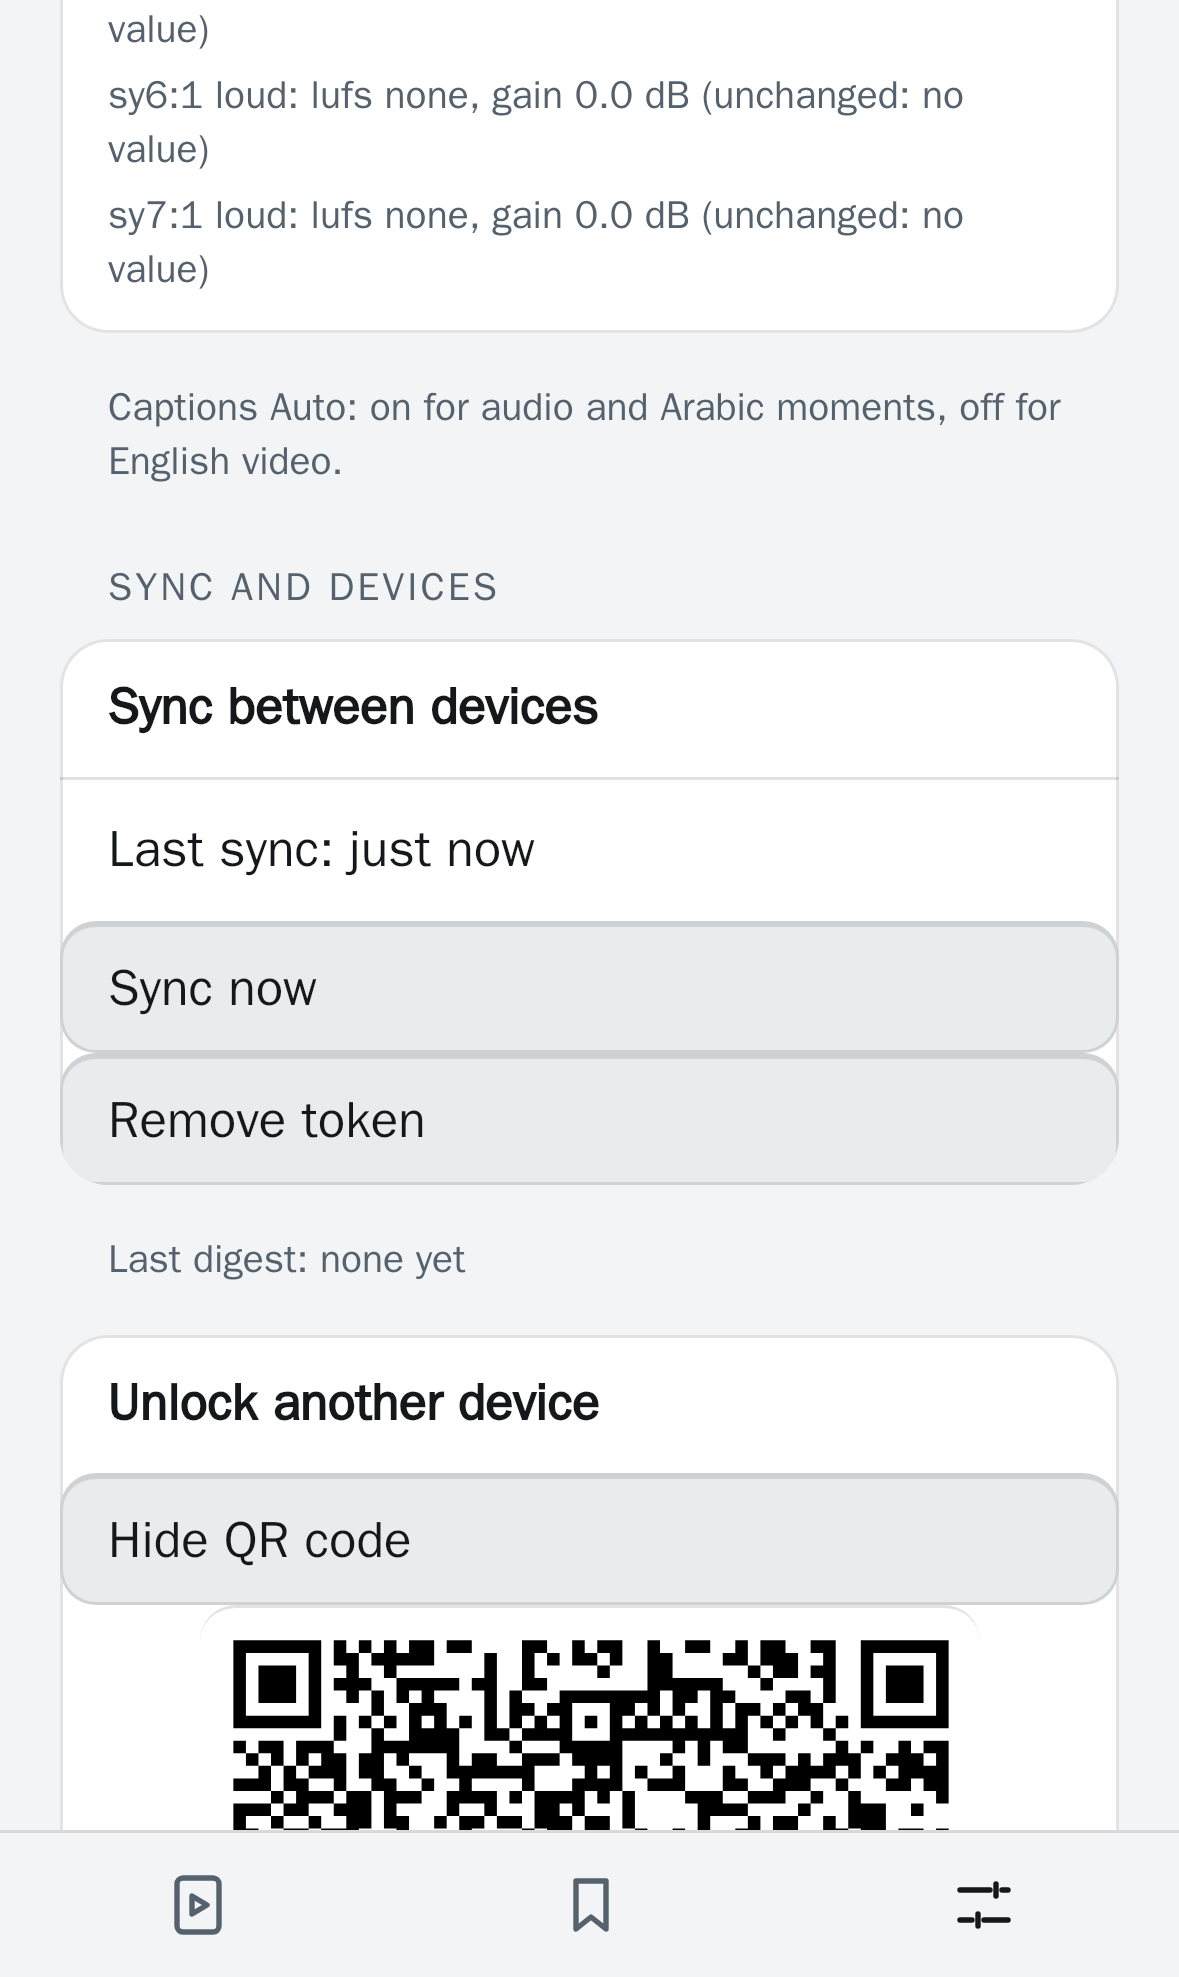 value)
sy6:1 loud: lufs none, gain 0.0 dB (unchanged: no
value)
sy7:1 loud: lufs none, gain 0.0 dB (unchanged: no
value)
Captions Auto: on for audio and Arabic moments, off for
English video.
SYNC AND DEVICES
Sync between devices
Last sync: just now
Sync now
Remove token
Last digest: none yet
Unlock another device
Hide QR code